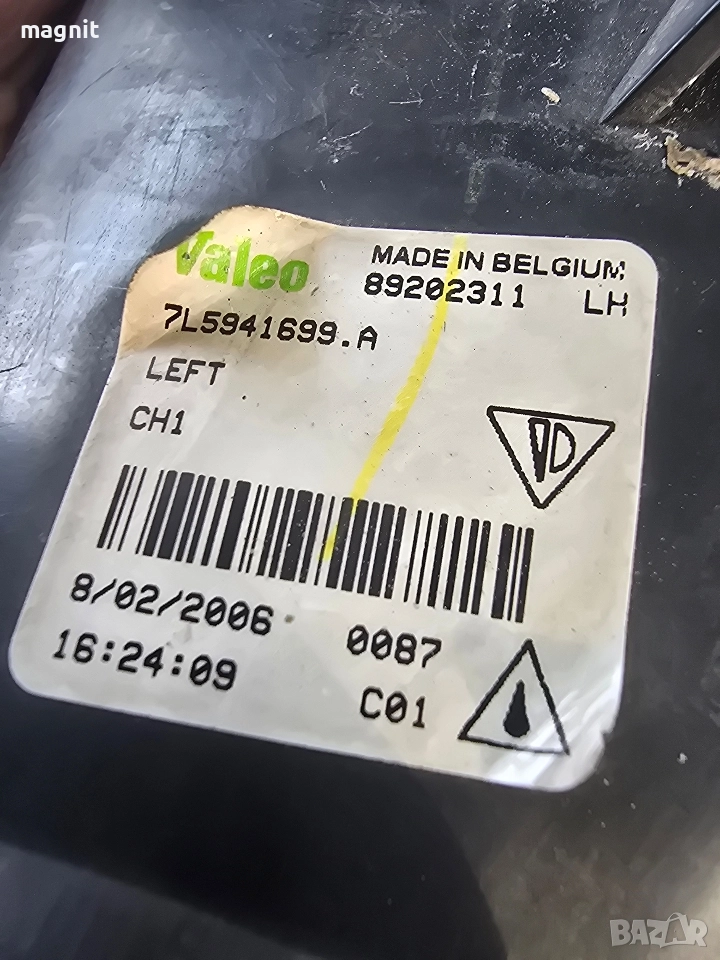 magnit
Valeo
MADE IN BELGIUM
89202311 LH
7L5941699.A
LEFT
CH1
8/02/2006 0087
16:24:09 C01
BAZAR